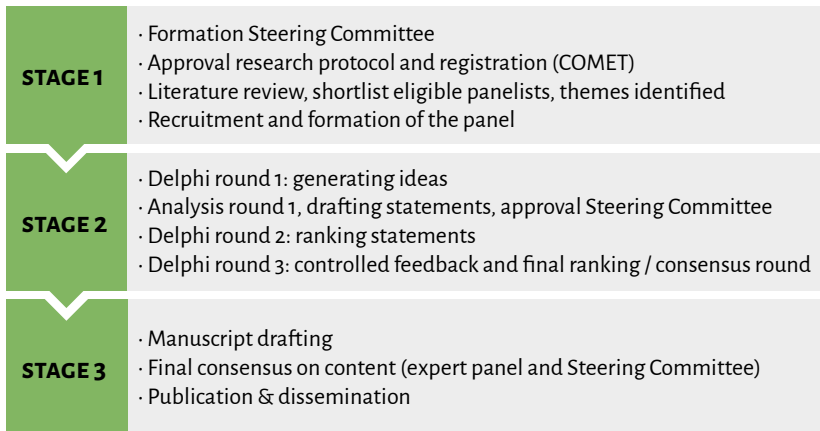 STAGE 1
· Formation Steering Committee
· Approval research protocol and registration (COMET)
· Literature review, shortlist eligible panelists, themes identified
· Recruitment and formation of the panel
STAGE 2
· Delphi round 1: generating ideas
· Analysis round 1, drafting statements, approval Steering Committee
· Delphi round 2: ranking statements
· Delphi round 3: controlled feedback and final ranking / consensus round
STAGE 3
· Manuscript drafting
· Final consensus on content (expert panel and Steering Committee)
· Publication & dissemination